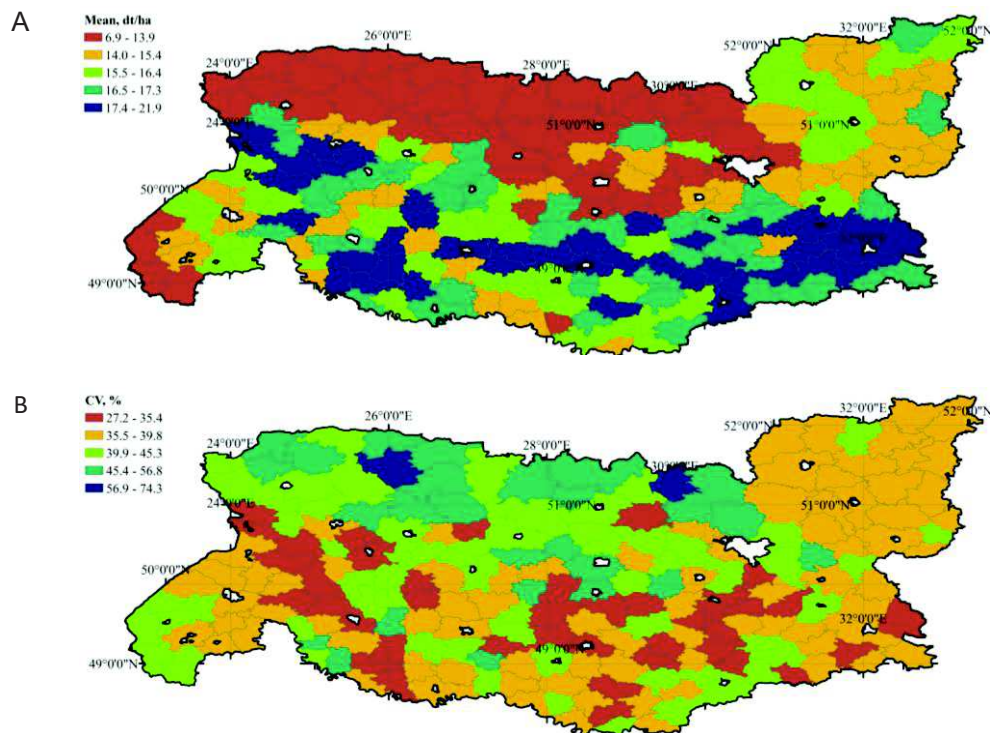 A
Mean, dt/ha
6.9 - 13.9
14.0 - 15.4
15.5 - 16.4
16.5 - 17.3
17.4 - 21.9
26°0'0"E
24°0'0"E
28°0'0"E
30°0'0"E
32°0'0"E
52°0'0"N
52°0'0"N
51°0'0"N
51°0'0"N
50°0'0"N
49°0'0"N
49°0'0"N
B
CV, %
27.2 - 35.4
35.5 - 39.8
39.9 - 45.3
45.4 - 56.8
56.9 - 74.3
26°0'0"E
24°0'0"E
28°0'0"E
30°0'0"E
32°0'0"E
52°0'0"N
52°0'0"N
51°0'0"N
51°0'0"N
50°0'0"N
32°0'0"E
49°0'0"N
49°0'0"N